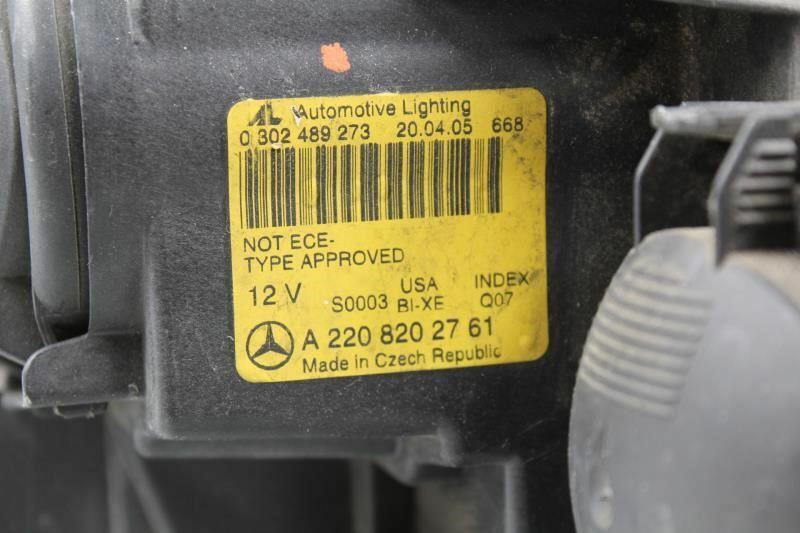 AL Automotive Lighting
0 302 489 273 20.04.05 668
NOT ECE-
TYPE APPROVED
12 V S0003 USA BI-XE INDEX Q07
A 220 820 27 61
Made in Czech Republic